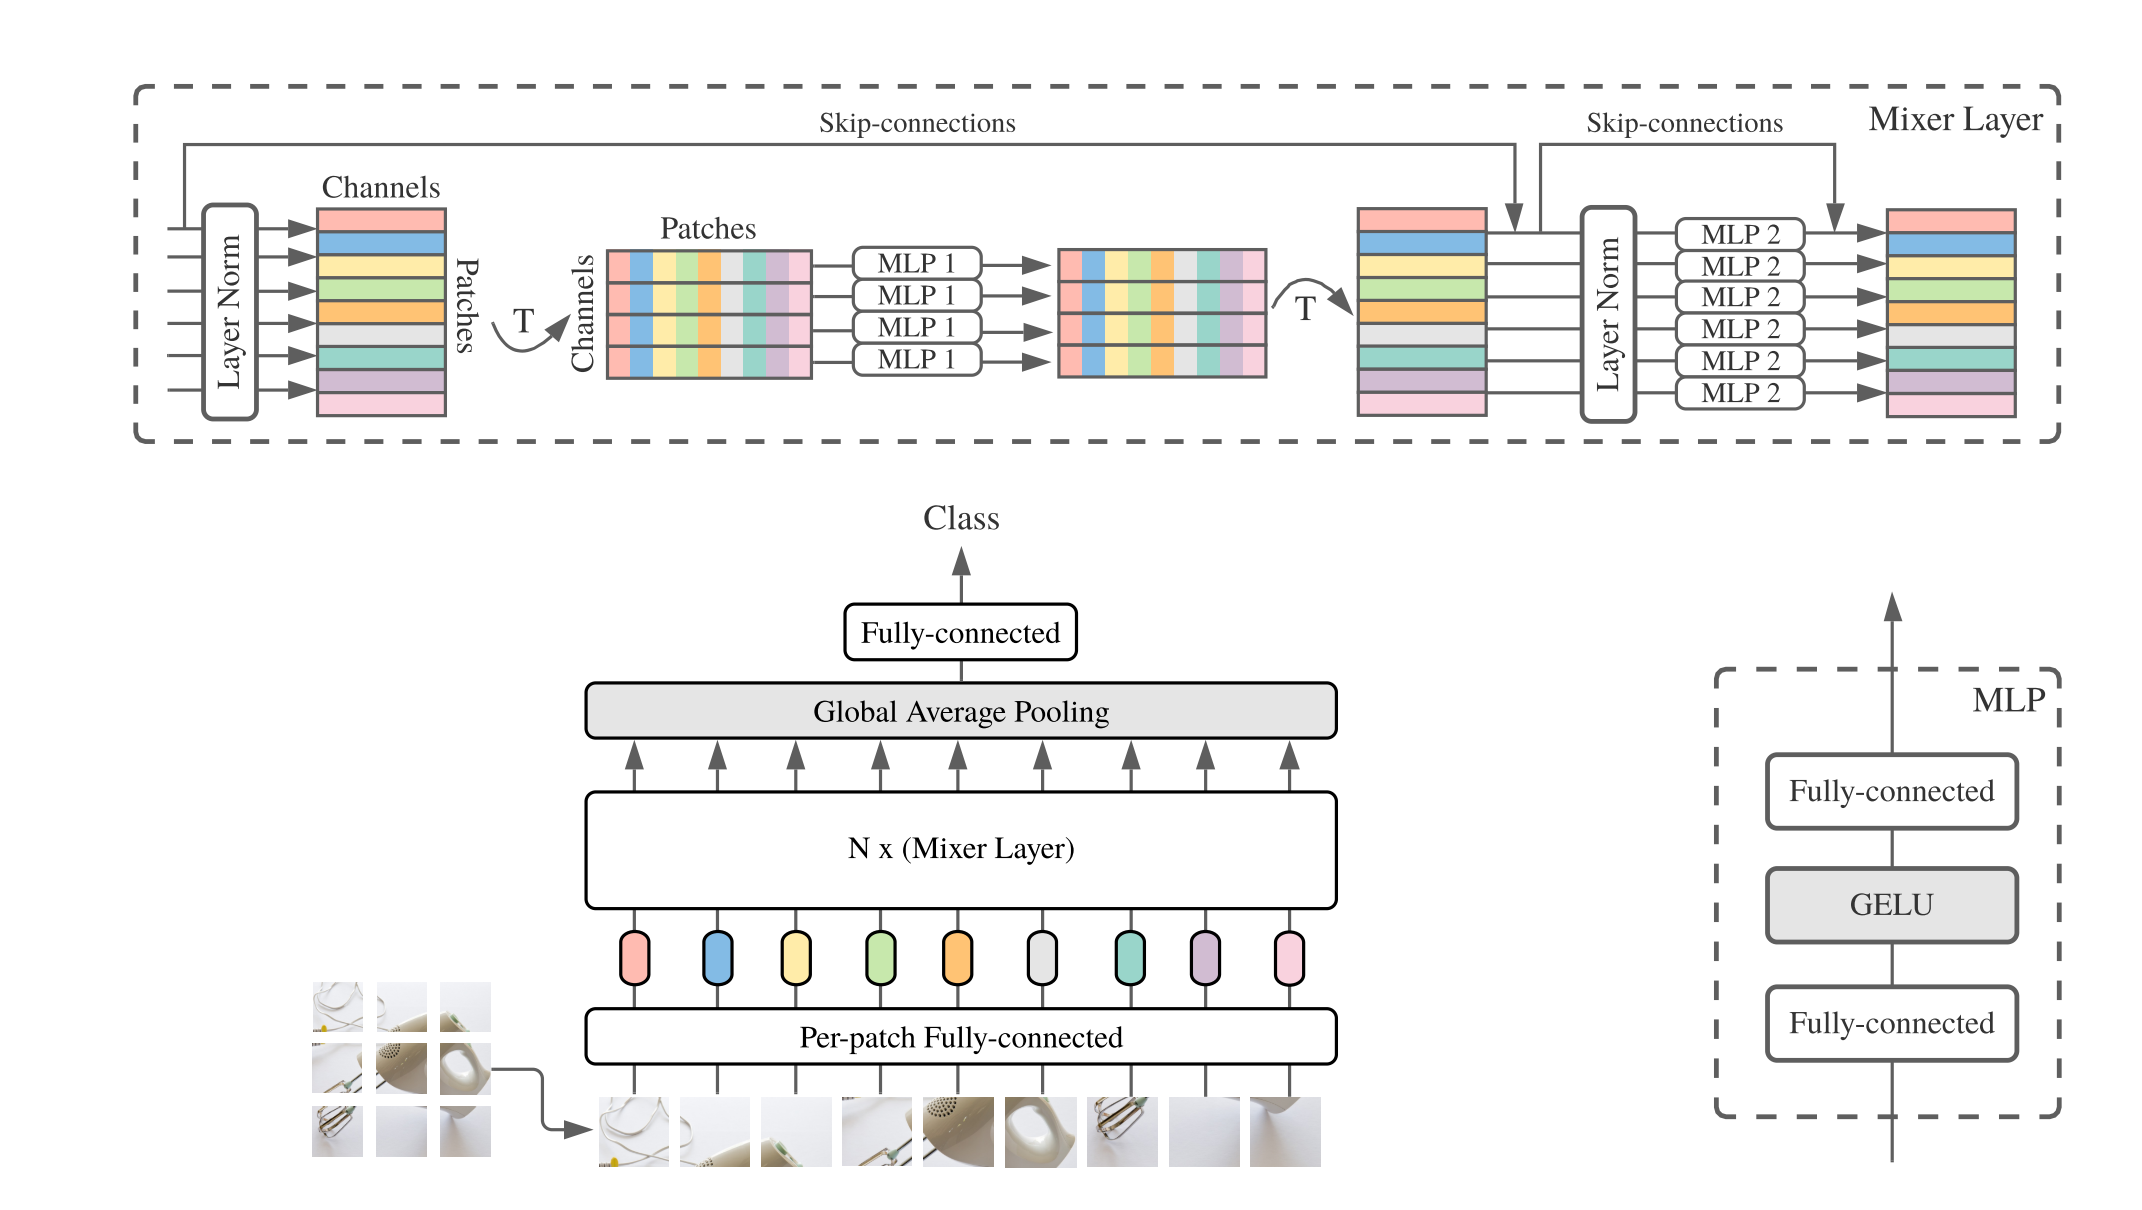 Mixer Layer
Skip-connections
Skip-connections
Layer Norm
Channels
Patches
T
Channels
Patches
MLP 1
MLP 1
MLP 1
MLP 1
T
Layer Norm
MLP 2
MLP 2
MLP 2
MLP 2
MLP 2
MLP 2
Class
Fully-connected
Global Average Pooling
N x (Mixer Layer)
Per-patch Fully-connected
MLP
Fully-connected
GELU
Fully-connected